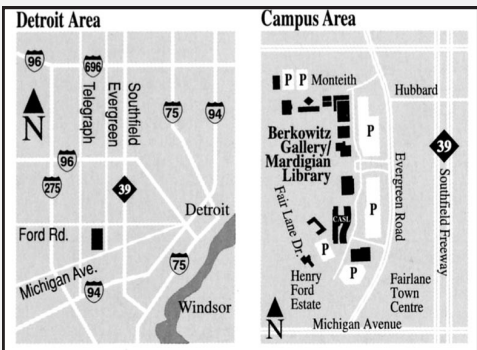 Detroit Area
96
696
N
Telegraph
Evergreen
Southfield
75
94
96
275
39
Detroit
Ford Rd.
Michigan Ave.
75
94
Windsor
Campus Area
P
P
Monteith
Hubbard
P
Berkowitz
Gallery/
Mardigian
Library
39
Evergreen Road
Southfield Freeway
Fair Lane Dr.
P
CASL
P
P
Henry
Ford
Estate
Fairlane
Town
Centre
N
Michigan Avenue